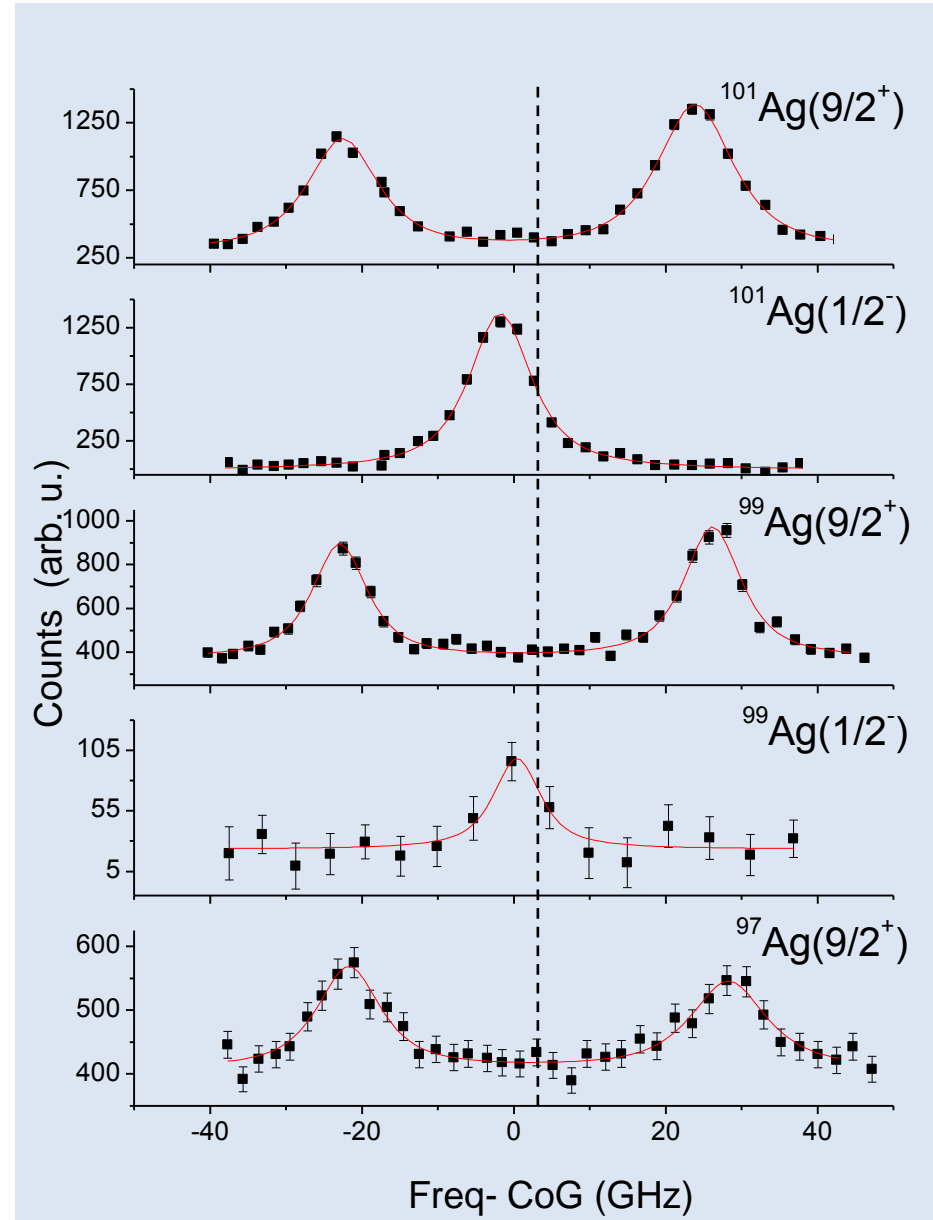 ¹⁰¹Ag(9/2⁺)
1250
750
250
¹⁰¹Ag(1/2⁻)
1250
750
250
⁹⁹Ag(9/2⁺)
1000
800
600
400
⁹⁹Ag(1/2⁻)
105
55
5
⁹⁷Ag(9/2⁺)
600
500
400
-40 -20 0 20 40
Counts (arb. u.)
Freq- CoG (GHz)